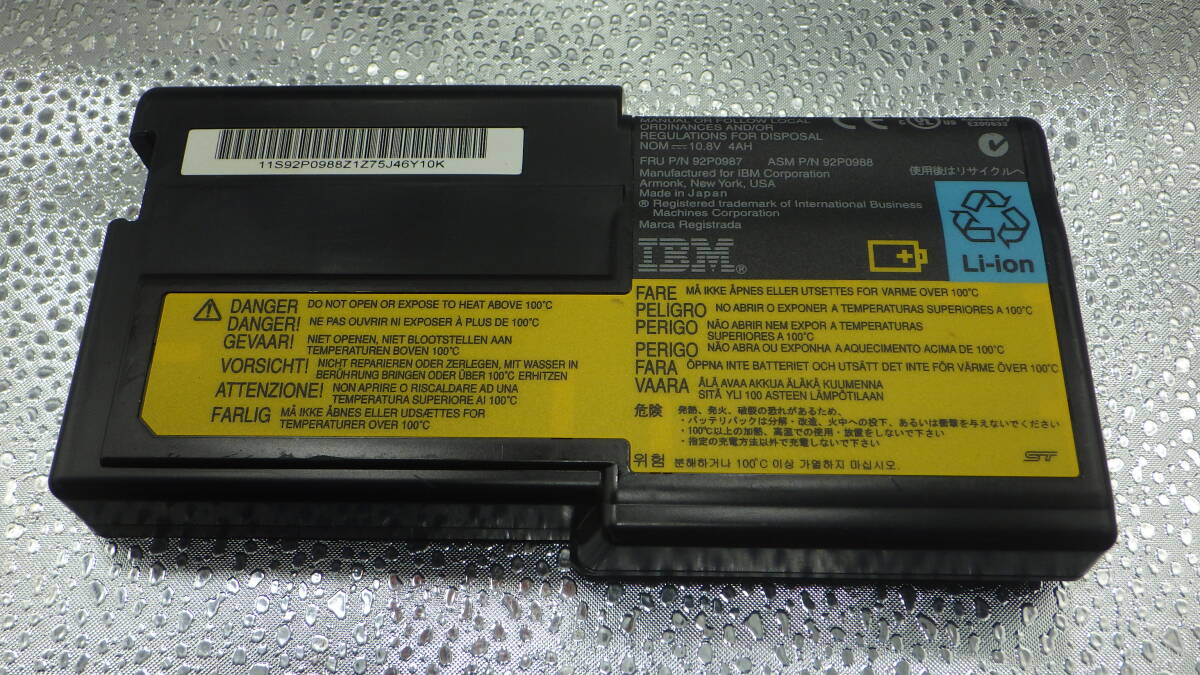 11S92P0988Z1Z75J46Y10K
MANUAL OR FOLLOW LOCAL
ORDINANCES AND/OR
REGULATIONS FOR DISPOSAL
NOM ⎓ 10.8V 4AH
FRU P/N 92P0987 ASM P/N 92P0988
Manufactured for IBM Corporation
Armonk, New York, USA
Made in Japan
® Registered trademark of International Business
Machines Corporation
Marca Registrada
IBM®
CE
US
使用後はリサイクルへ
Li-ion
DANGER DO NOT OPEN OR EXPOSE TO HEAT ABOVE 100°C
DANGER! NE PAS OUVRIR NI EXPOSER À PLUS DE 100°C
GEVAAR! NIET OPENEN, NIET BLOOTSTELLEN AAN
TEMPERATUREN BOVEN 100°C
VORSICHT! NICHT REPARIEREN ODER ZERLEGEN, MIT WASSER IN
BERÜHRUNG BRINGEN ODER ÜBER 100°C ERHITZEN
ATTENZIONE! NON APRIRE O RISCALDARE AD UNA
TEMPERATURA SUPERIORE AI 100°C
FARLIG MÅ IKKE ÅBNES ELLER UDSÆTTES FOR
TEMPERATURER OVER 100°C
FARE MÅ IKKE ÅPNES ELLER UTSETTES FOR VARME OVER 100°C
PELIGRO NO ABRIR O EXPONER A TEMPERATURAS SUPERIORES A 100°C
PERIGO NÃO ABRIR NEM EXPOR A TEMPERATURAS
SUPERIORES A 100°C
PERIGO NÃO ABRA OU EXPONHA A AQUECIMENTO ACIMA DE 100°C
FARA ÖPPNA INTE BATTERIET OCH UTSÄTT DET INTE FÖR VÄRME ÖVER 100°C
VAARA ÄLÄ AVAA AKKUA ÄLÄKÄ KUUMENNA
SITÄ YLI 100 ASTEEN LÄMPÖTILAAN
危険 発熱、発火、破裂の恐れがあるため、
・バッテリパックは分解・改造、火中への投下、あるいは衝撃を与えないでください
・100°C以上の加熱、高温での使用・放置をしないで下さい
・指定の充電方法以外で充電しないで下さい
위험 분해하거나 100°C 이상 가열하지 마십시오.
ST